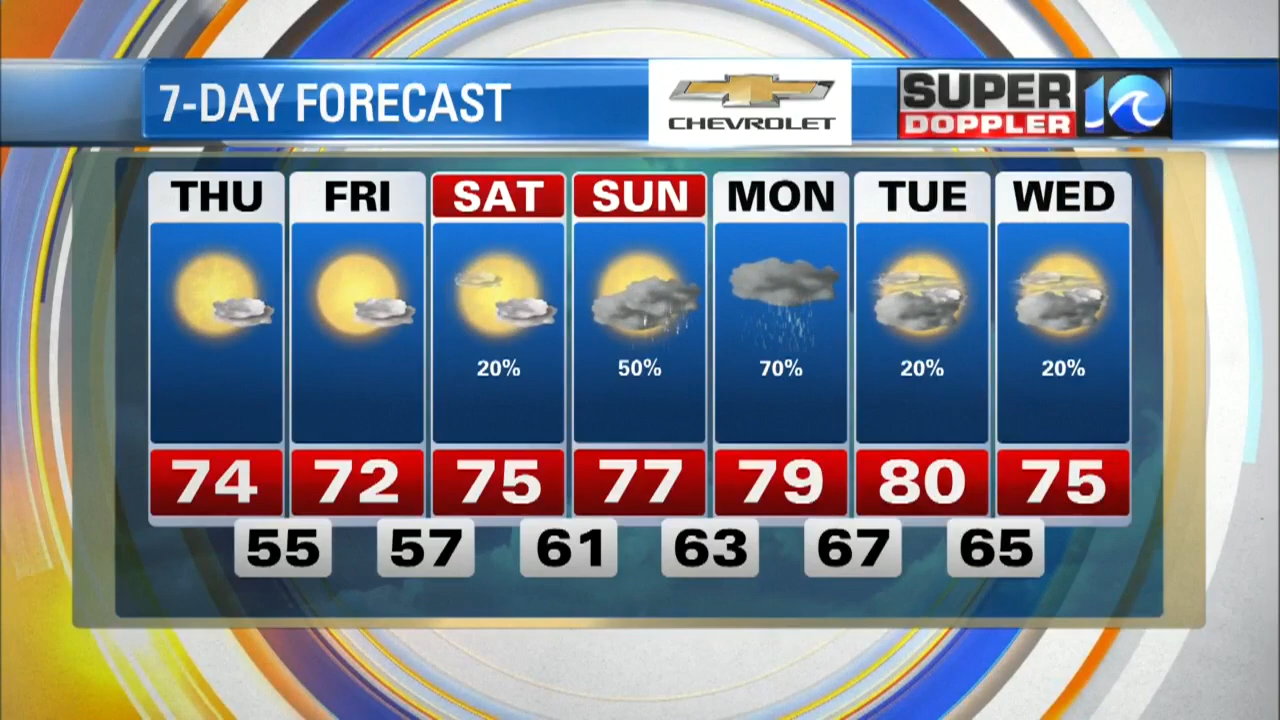 7-DAY FORECAST
CHEVROLET
SUPER
DOPPLER
10
THU FRI SAT SUN MON TUE WED
20% 50% 70% 20% 20%
74 72 75 77 79 80 75
55 57 61 63 67 65